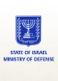 STATE OF ISRAEL
MINISTRY OF DEFENSE